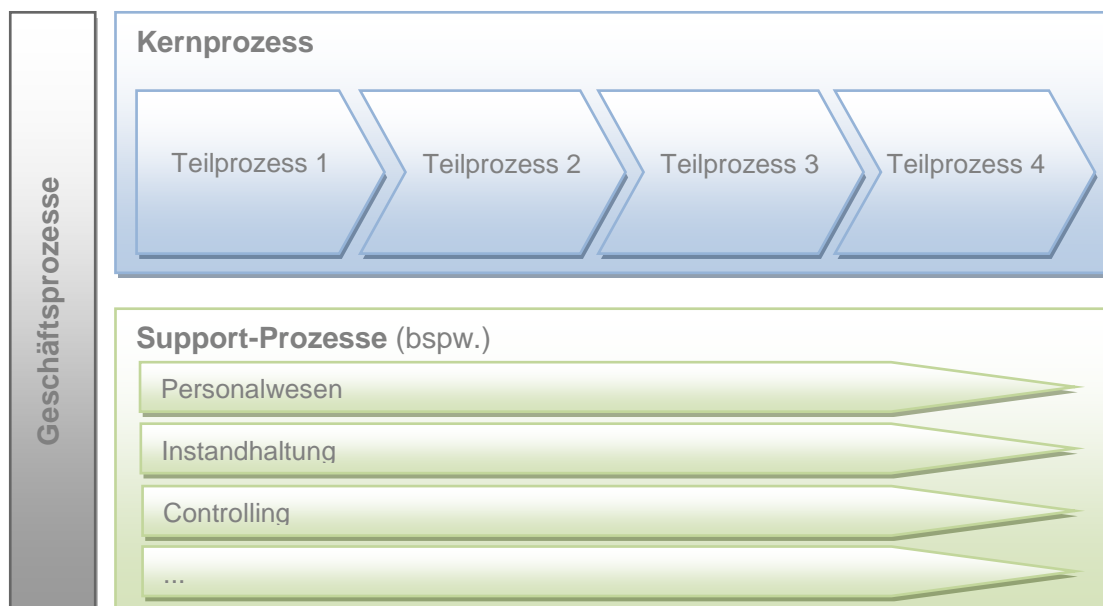 Geschäftsprozesse
Kernprozess
Teilprozess 1
Teilprozess 2
Teilprozess 3
Teilprozess 4
Support-Prozesse (bspw.)
Personalwesen
Instandhaltung
Controlling
...